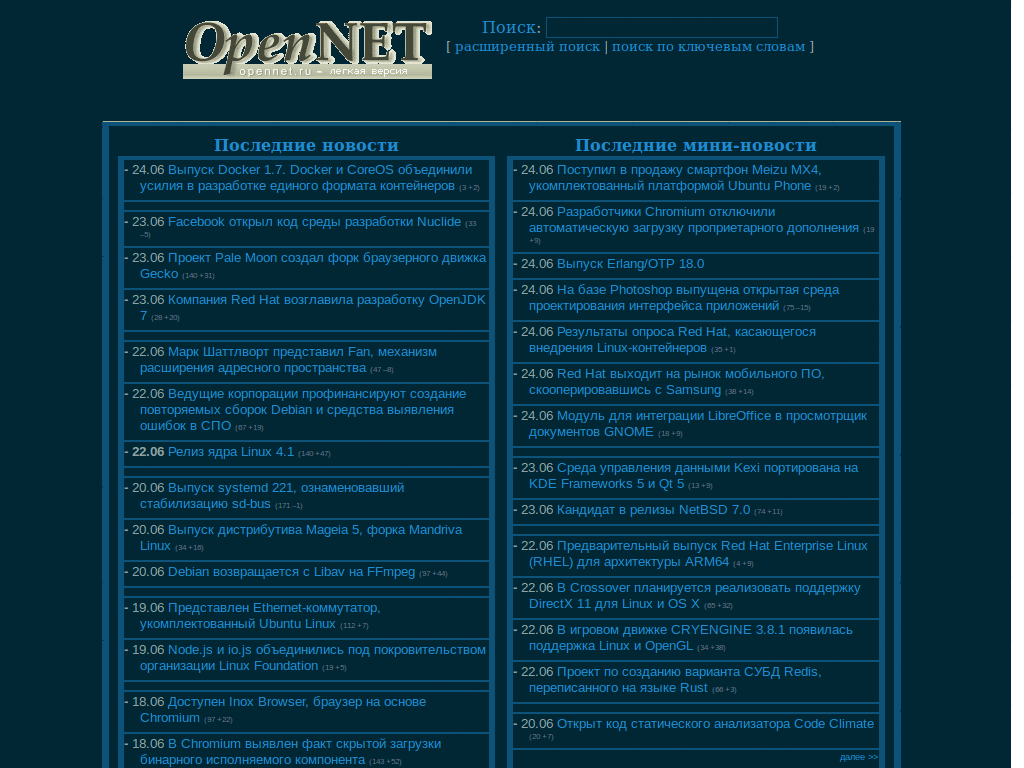 OpenNET
opennet.ru – легкая версия
Поиск:
[ расширенный поиск | поиск по ключевым словам ]
Последние новости
- 24.06 Выпуск Docker 1.7. Docker и CoreOS объединили
усилия в разработке единого формата контейнеров (3 +2)
- 23.06 Facebook открыл код среды разработки Nuclide (33
–5)
- 23.06 Проект Pale Moon создал форк браузерного движка
Gecko (140 +31)
- 23.06 Компания Red Hat возглавила разработку OpenJDK
7 (28 +20)
- 22.06 Марк Шаттлворт представил Fan, механизм
расширения адресного пространства (47 –8)
- 22.06 Ведущие корпорации профинансируют создание
повторяемых сборок Debian и средства выявления
ошибок в СПО (67 +19)
- 22.06 Релиз ядра Linux 4.1 (140 +47)
- 20.06 Выпуск systemd 221, ознаменовавший
стабилизацию sd-bus (171 –1)
- 20.06 Выпуск дистрибутива Mageia 5, форка Mandriva
Linux (34 +16)
- 20.06 Debian возвращается с Libav на FFmpeg (97 +44)
- 19.06 Представлен Ethernet-коммутатор,
укомплектованный Ubuntu Linux (112 +7)
- 19.06 Node.js и io.js объединились под покровительством
организации Linux Foundation (19 +5)
- 18.06 Доступен Inox Browser, браузер на основе
Chromium (97 +22)
- 18.06 В Chromium выявлен факт скрытой загрузки
бинарного исполняемого компонента (143 +52)
Последние мини-новости
- 24.06 Поступил в продажу смартфон Meizu MX4,
укомплектованный платформой Ubuntu Phone (19 +2)
- 24.06 Разработчики Chromium отключили
автоматическую загрузку проприетарного дополнения (19
+9)
- 24.06 Выпуск Erlang/OTP 18.0
- 24.06 На базе Photoshop выпущена открытая среда
проектирования интерфейса приложений (75 –15)
- 24.06 Результаты опроса Red Hat, касающегося
внедрения Linux-контейнеров (35 +1)
- 24.06 Red Hat выходит на рынок мобильного ПО,
скооперировавшись с Samsung (38 +14)
- 24.06 Модуль для интеграции LibreOffice в просмотрщик
документов GNOME (18 +9)
- 23.06 Среда управления данными Kexi портирована на
KDE Frameworks 5 и Qt 5 (13 +9)
- 23.06 Кандидат в релизы NetBSD 7.0 (74 +11)
- 22.06 Предварительный выпуск Red Hat Enterprise Linux
(RHEL) для архитектуры ARM64 (4 +9)
- 22.06 В Crossover планируется реализовать поддержку
DirectX 11 для Linux и OS X (65 +32)
- 22.06 В игровом движке CRYENGINE 3.8.1 появилась
поддержка Linux и OpenGL (34 +38)
- 22.06 Проект по созданию варианта СУБД Redis,
переписанного на языке Rust (66 +3)
- 20.06 Открыт код статического анализатора Code Climate
(20 +7)
далее >>